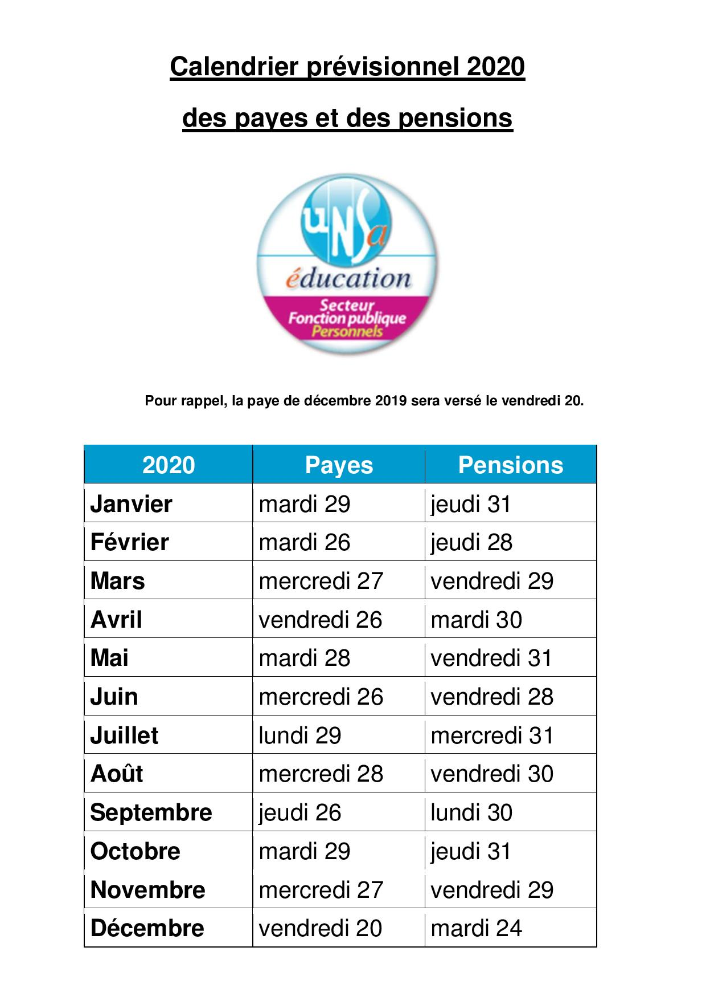 Calendrier prévisionnel 2020
des payes et des pensions
uNSa
éducation
Secteur
Fonction publique
Personnels
Pour rappel, la paye de décembre 2019 sera versé le vendredi 20.
2020 Payes Pensions
Janvier mardi 29 jeudi 31
Février mardi 26 jeudi 28
Mars mercredi 27 vendredi 29
Avril vendredi 26 mardi 30
Mai mardi 28 vendredi 31
Juin mercredi 26 vendredi 28
Juillet lundi 29 mercredi 31
Août mercredi 28 vendredi 30
Septembre jeudi 26 lundi 30
Octobre mardi 29 jeudi 31
Novembre mercredi 27 vendredi 29
Décembre vendredi 20 mardi 24